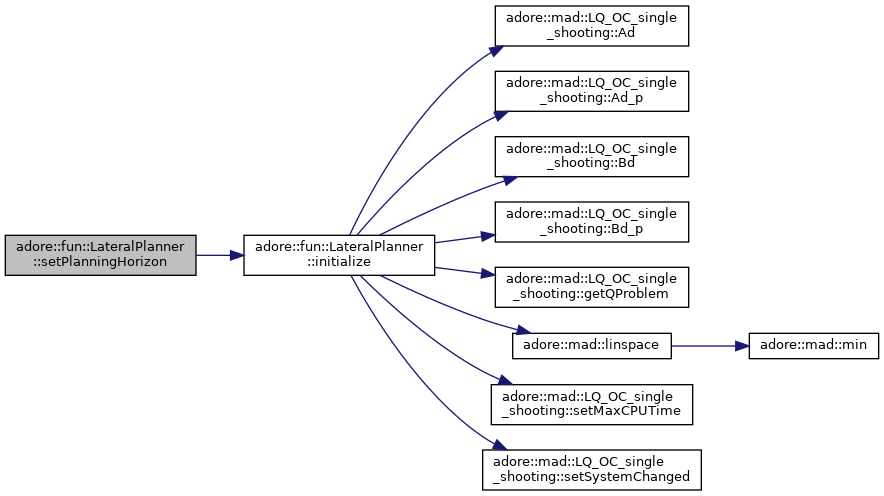 adore::fun::LateralPlanner
::setPlanningHorizon
adore::fun::LateralPlanner
::initialize
adore::mad::LQ_OC_single
_shooting::Ad
adore::mad::LQ_OC_single
_shooting::Ad_p
adore::mad::LQ_OC_single
_shooting::Bd
adore::mad::LQ_OC_single
_shooting::Bd_p
adore::mad::LQ_OC_single
_shooting::getQProblem
adore::mad::linspace
adore::mad::min
adore::mad::LQ_OC_single
_shooting::setMaxCPUTime
adore::mad::LQ_OC_single
_shooting::setSystemChanged